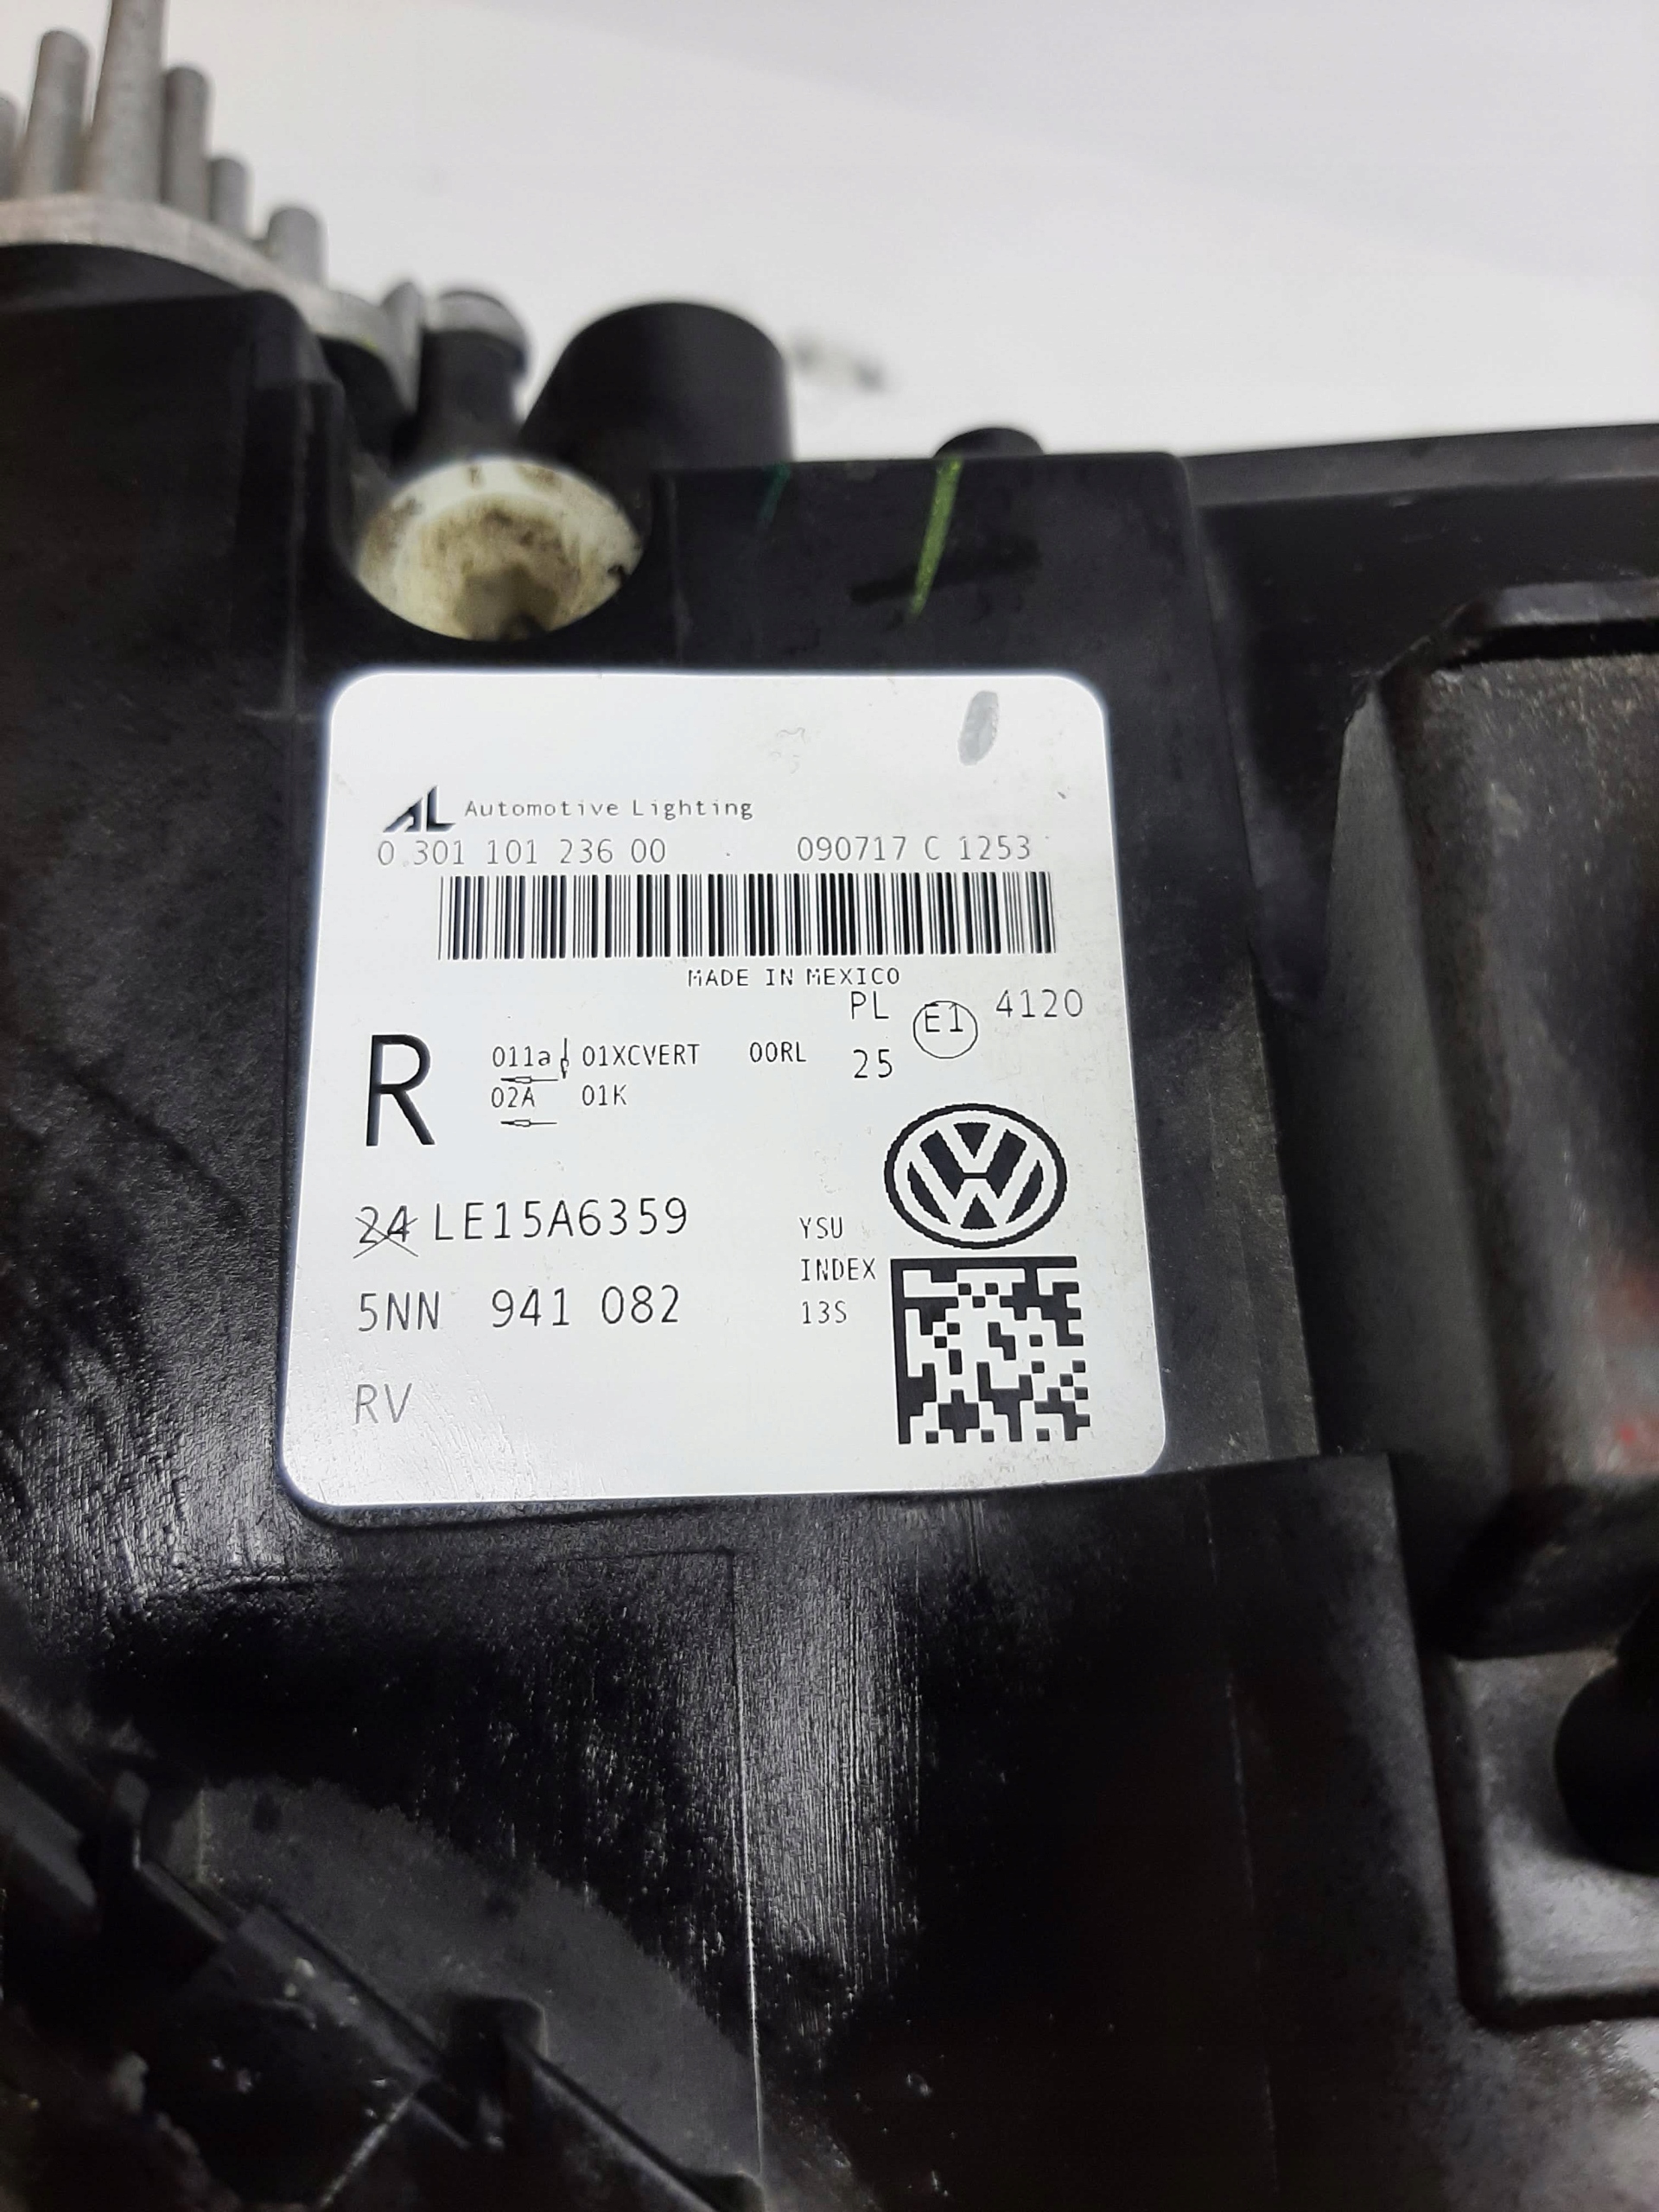 AL Automotive Lighting
0.301 101 236 00 090717 C 1253
MADE IN MEXICO
PL E1 4120
R 011a 01XCVERT 00RL 25
02A 01K
24 LE15A6359 YSU
INDEX
5NN 941 082 13S
RV